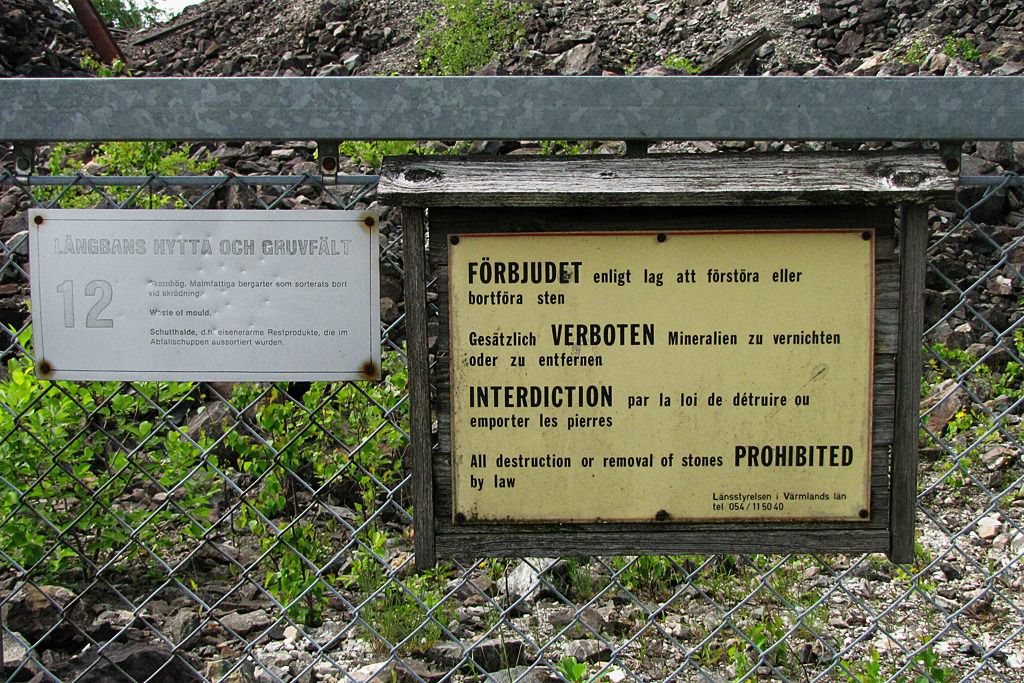 LÅNGBANS HYTTA OCH GRUVFÄLT
12
Skarnhög. Malmfattiga bergarter som sorterats bort
vid skrädning.
Waste of mould.
Schutthalde, d.h. eisenerarme Restprodukte, die im
Abfallschuppen aussortiert wurden.
FÖRBJUDET enligt lag att förstöra eller
bortföra sten
Gesätzlich VERBOTEN Mineralien zu vernichten
oder zu entfernen
INTERDICTION par la loi de détruire ou
emporter les pierres
All destruction or removal of stones PROHIBITED
by law
Länsstyrelsen i Värmlands län
tel 054/115040